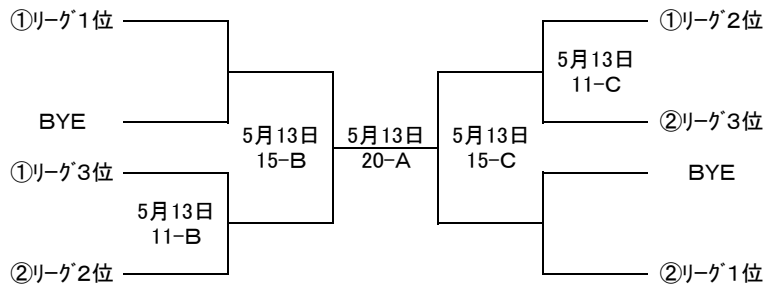 ①リーグ1位
BYE
①リーグ3位
②リーグ2位
5月13日
11-B
5月13日
15-B
5月13日
20-A
5月13日
15-C
5月13日
11-C
①リーグ2位
②リーグ3位
BYE
②リーグ1位